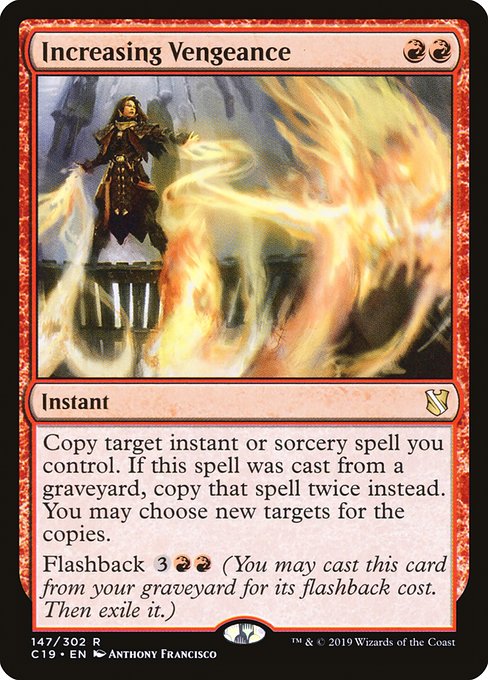 Increasing Vengeance
Instant
Copy target instant or sorcery spell you
control. If this spell was cast from a
graveyard, copy that spell twice instead.
You may choose new targets for the
copies.
Flashback 3 (You may cast this card
from your graveyard for its flashback cost.
Then exile it.)
147/302 R
C19 • EN Anthony Francisco
™ & © 2019 Wizards of the Coast